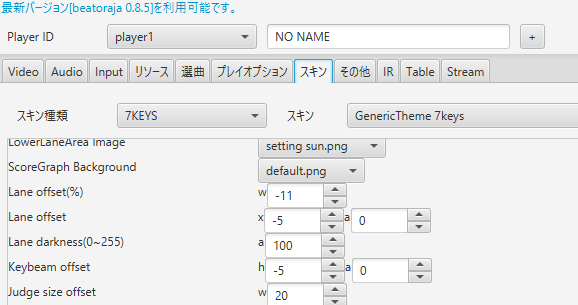 最新バージョン[beatoraja 0.8.5]を利用可能です。
Player ID player1 NO NAME +
Video Audio Input リソース 選曲 プレイオプション スキン その他 IR Table Stream
スキン種類 7KEYS スキン GenericTheme 7keys
LowerLaneArea Image setting sun.png
ScoreGraph Background default.png
Lane offset(%) w -11
Lane offset x -5 a 0
Lane darkness(0~255) a 100
Keybeam offset h -5 a 0
Judge size offset w 20